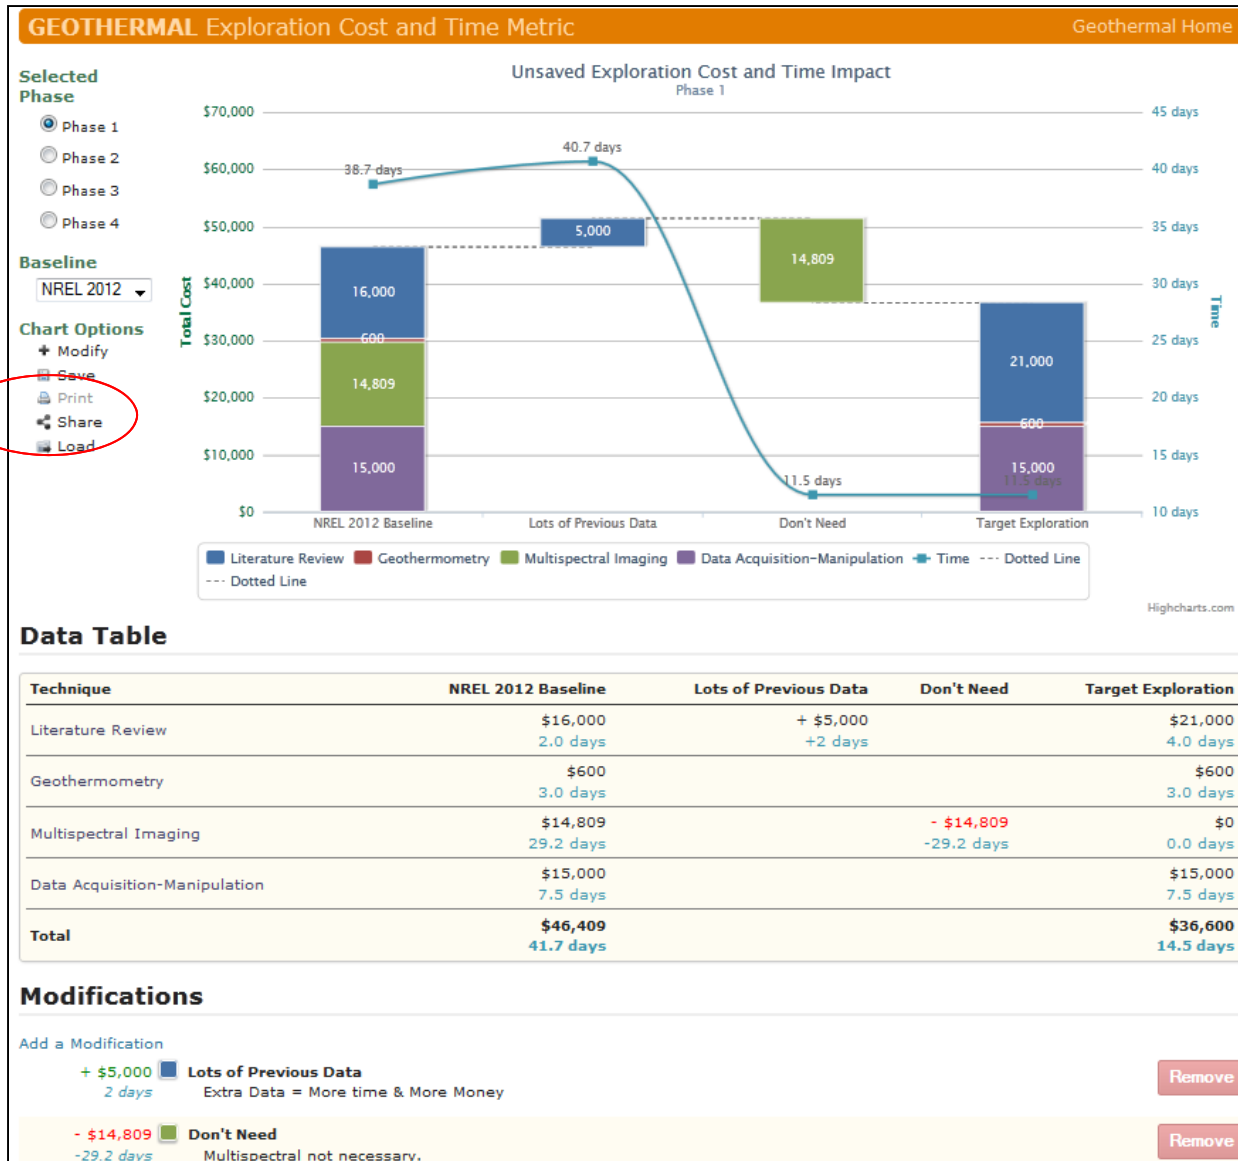 GEOTHERMAL Exploration Cost and Time Metric
Geothermal Home
Selected
Phase
Phase 1
Phase 2
Phase 3
Phase 4
Baseline
NREL 2012
Chart Options
Modify
Save
Print
Share
Load
Unsaved Exploration Cost and Time Impact
Phase 1
Total Cost
$70,000
$60,000
$50,000
$40,000
$30,000
$20,000
$10,000
$0
45 days
40 days
35 days
30 days
25 days
20 days
15 days
10 days
Time
38.7 days
40.7 days
11.5 days
11.5 days
16,000
600
14,809
15,000
5,000
14,809
21,000
600
15,000
NREL 2012 Baseline
Lots of Previous Data
Don't Need
Target Exploration
Literature Review Geothermometry Multispectral Imaging Data Acquisition-Manipulation Time Dotted Line
Dotted Line
Highcharts.com
Data Table
Technique NREL 2012 Baseline Lots of Previous Data Don't Need Target Exploration
Literature Review $16,000 + $5,000 $21,000
2.0 days +2 days 4.0 days
Geothermometry $600 $600
3.0 days 3.0 days
Multispectral Imaging $14,809 - $14,809 $0
29.2 days -29.2 days 0.0 days
Data Acquisition-Manipulation $15,000 $15,000
7.5 days 7.5 days
Total $46,409 $36,600
41.7 days 14.5 days
Modifications
Add a Modification
+ $5,000 Lots of Previous Data Remove
2 days Extra Data = More time & More Money
- $14,809 Don't Need Remove
-29.2 days Multispectral not necessary.